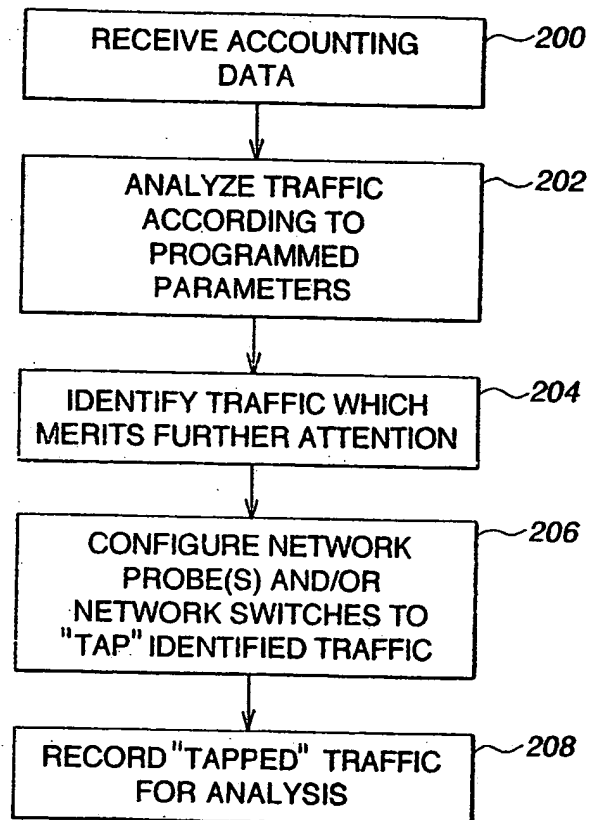 RECEIVE ACCOUNTING
DATA
200
ANALYZE TRAFFIC
ACCORDING TO
PROGRAMMED
PARAMETERS
202
IDENTIFY TRAFFIC WHICH
MERITS FURTHER ATTENTION
204
CONFIGURE NETWORK
PROBE(S) AND/OR
NETWORK SWITCHES TO
"TAP" IDENTIFIED TRAFFIC
206
RECORD "TAPPED" TRAFFIC
FOR ANALYSIS
208